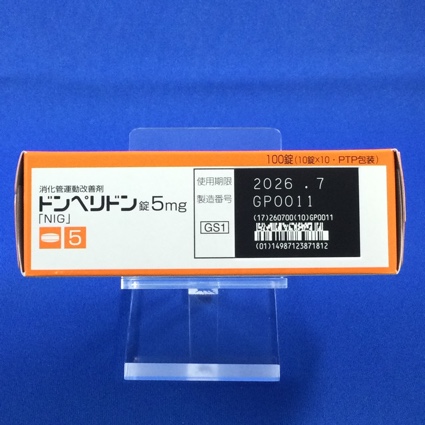 100錠(10錠×10・PTP包装)
消化管運動改善剤
ドンペリドン錠5mg
「NIG」
5
使用期限
2026.7
製造番号
GP0011
GS1
(17)260700(10)GP0011
(01)14987123871812